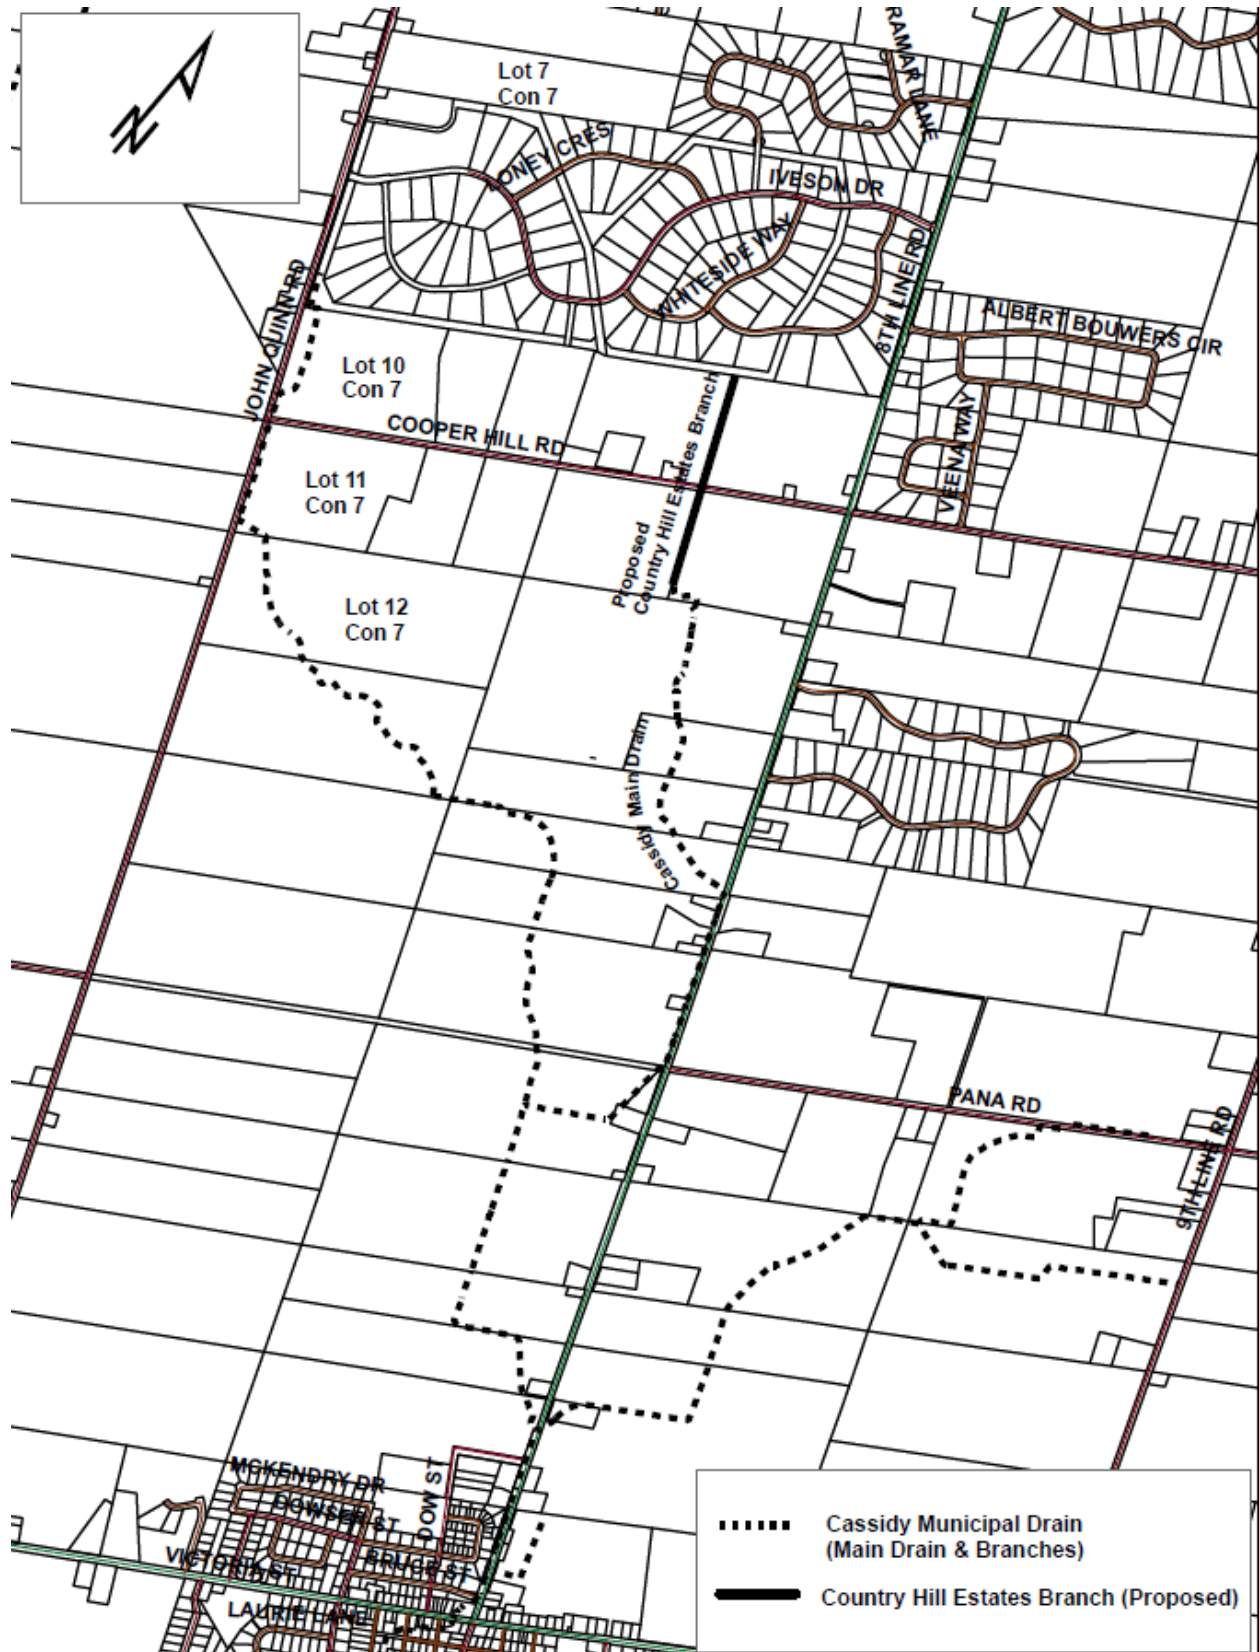 N
Lot 7
Con 7
RAMAR LANE
LONEY CRES
IVESON DR
WHITESIDE WAY
8TH LINE RD
JOHN QUINN RD
ALBERT BOUWERS CIR
Lot 10
Con 7
COOPER HILL RD
Proposed
Country Hill Estates Branch
VEENA WAY
Lot 11
Con 7
Lot 12
Con 7
Cassidy Main Drain
PANA RD
9TH LINE RD
MCKENDRY DR
DOWSER ST
DOW ST
VICTORIA ST
BRUCE ST
LAURIE LANE
Cassidy Municipal Drain
(Main Drain & Branches)
Country Hill Estates Branch (Proposed)